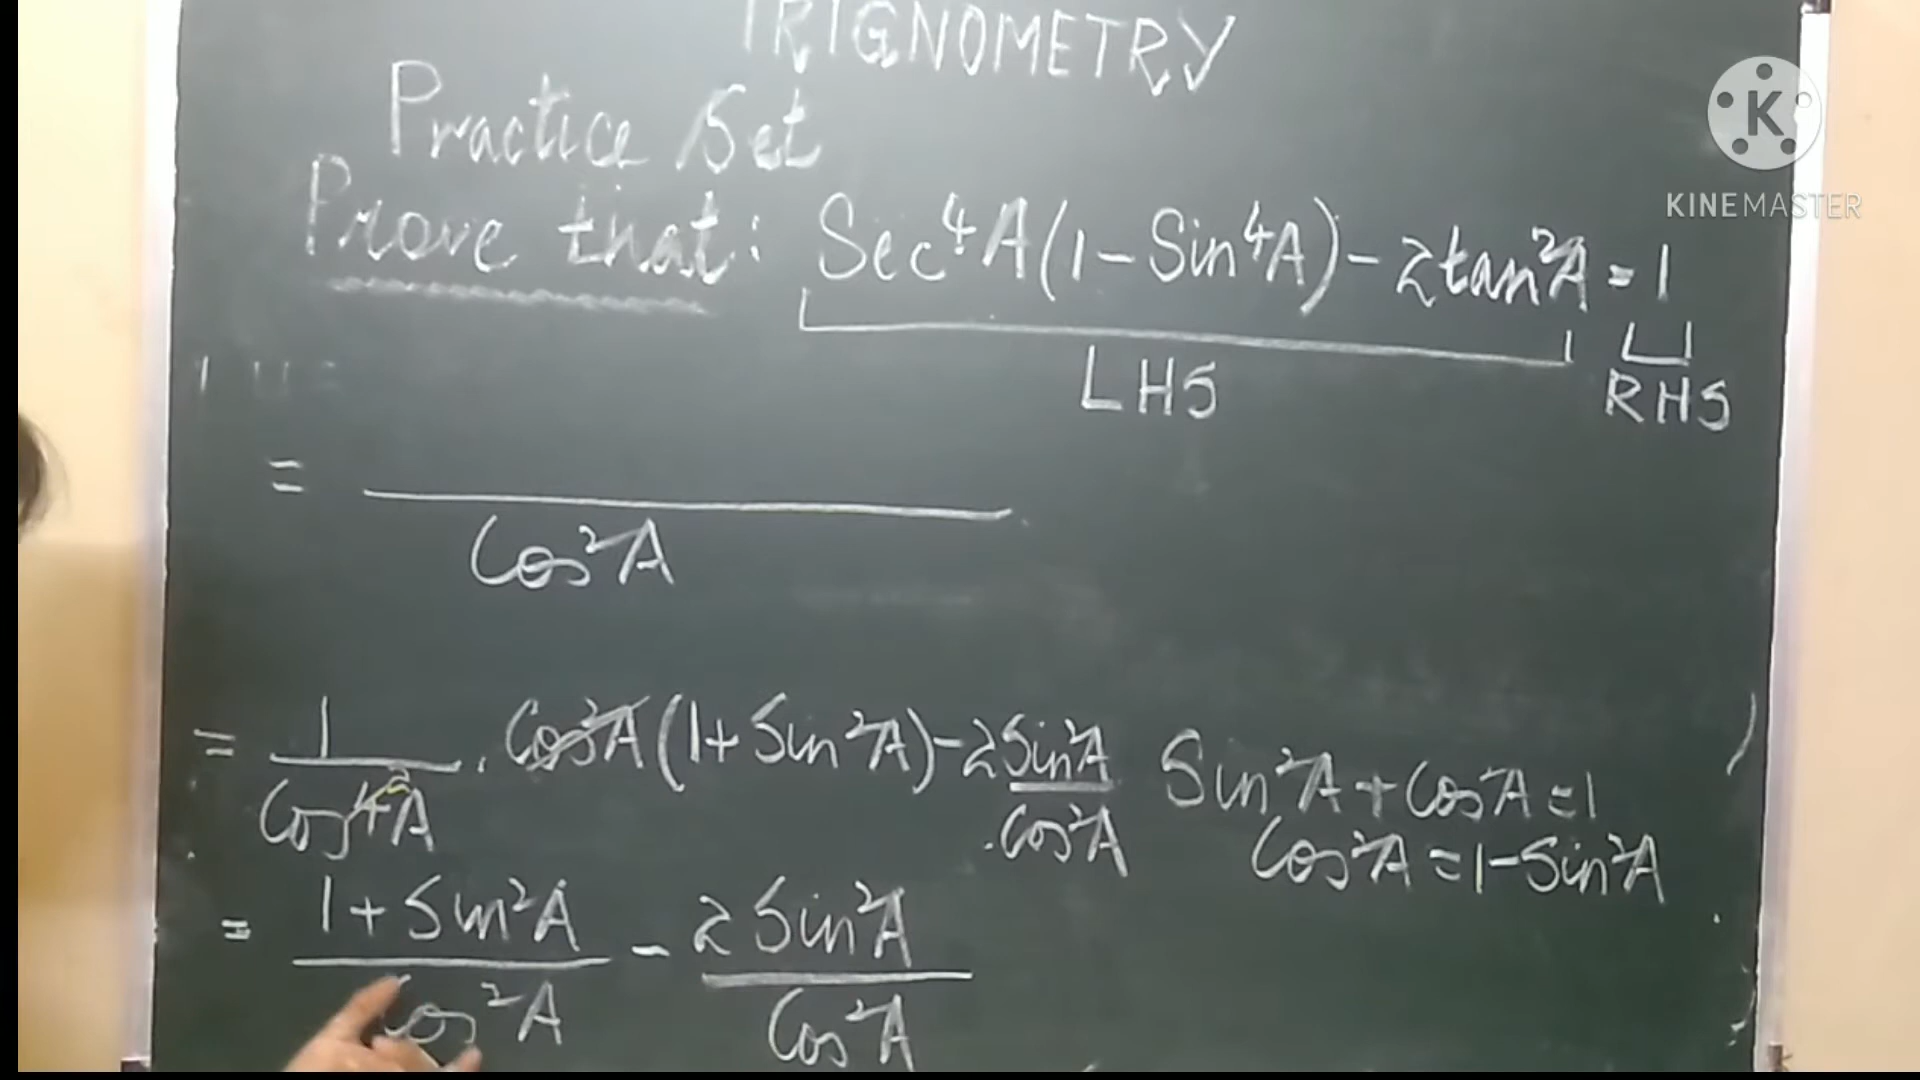 TRIGNOMETRY
Practice Set
Prove that: Sec⁴A(1-Sin⁴A)-2tan²A = 1
LHS
RHS
=
Cos²A
= 1/Cos⁴A . Cos²A(1+Sin²A)-2Sin²A/Cos²A
2
Sin²A+Cos²A=1
Cos²A=1-Sin²A
= 1+Sin²A/Cos²A - 2Sin²A/Cos²A
K
KINEMASTER